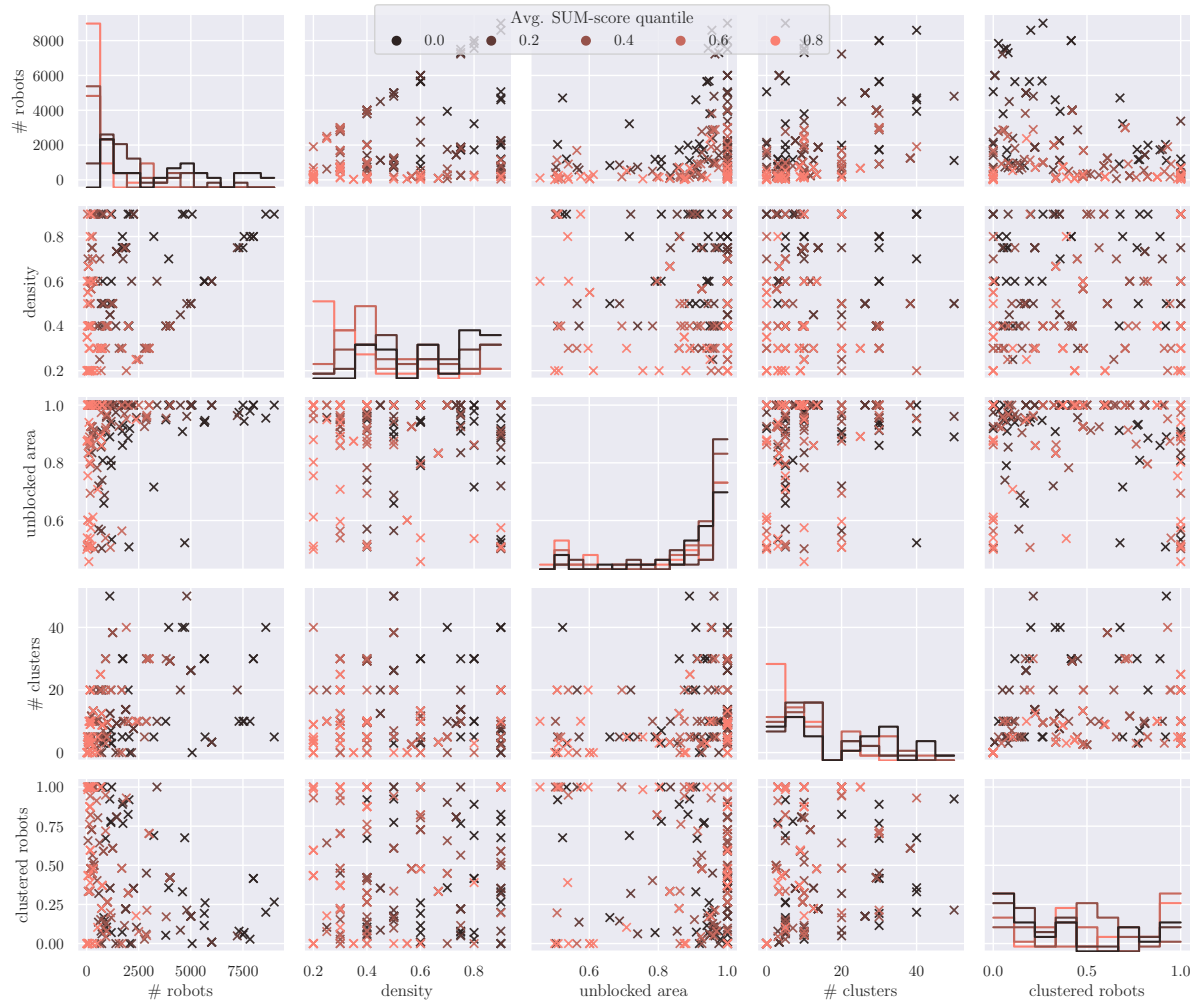 Avg. SUM-score quantile
0.0 0.2 0.4 0.6 0.8
# robots
8000
6000
4000
2000
0
density
0.8
0.6
0.4
0.2
unblocked area
1.0
0.8
0.6
# clusters
40
20
0
clustered robots
1.00
0.75
0.50
0.25
0.00
0 2500 5000 7500
# robots
0.2 0.4 0.6 0.8
density
0.6 0.8 1.0
unblocked area
0 20 40
# clusters
0.0 0.5 1.0
clustered robots